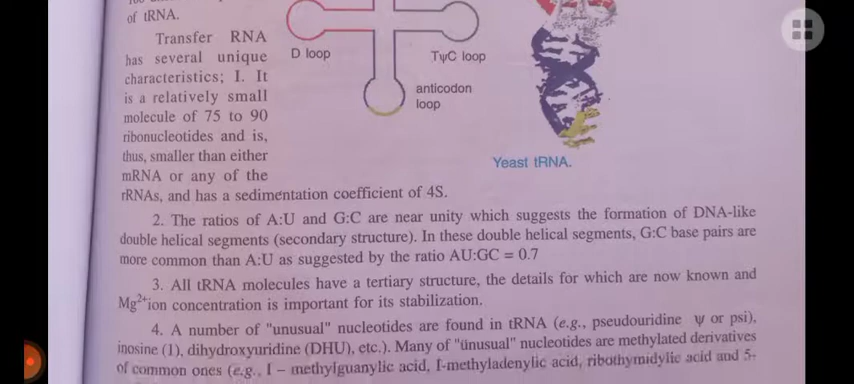 of tRNA.
Transfer RNA
has several unique
characteristics; I. It
is a relatively small
molecule of 75 to 90
ribonucleotides and is,
thus, smaller than either
mRNA or any of the
rRNAs, and has a sedimentation coefficient of 4S.
D loop
TψC loop
anticodon
loop
Yeast tRNA.
2. The ratios of A:U and G:C are near unity which suggests the formation of DNA-like
double helical segments (secondary structure). In these double helical segments, G:C base pairs are
more common than A:U as suggested by the ratio AU:GC = 0.7
3. All tRNA molecules have a tertiary structure, the details for which are now known and
Mg²⁺ion concentration is important for its stabilization.
4. A number of "unusual" nucleotides are found in tRNA (e.g., pseudouridine ψ or psi),
inosine (1), dihydroxyuridine (DHU), etc.). Many of "unusual" nucleotides are methylated derivatives
of common ones (e.g., I – methylguanylic acid, I-methyladenylic acid, ribothymidylic acid and 5-